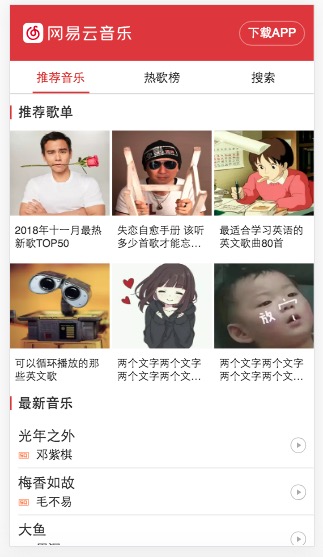 网易云音乐
下载APP
推荐音乐 热歌榜 搜索
推荐歌单
2018年十一月最热
新歌TOP50
失恋自愈手册 该听
多少首歌才能忘…
最适合学习英语的
英文歌曲80首
放 宁
可以循环播放的那
些英文歌
两个文字两个文字
两个文字两个文…
两个文字两个文字
两个文字两个文…
最新音乐
光年之外
邓紫棋
梅香如故
毛不易
大鱼